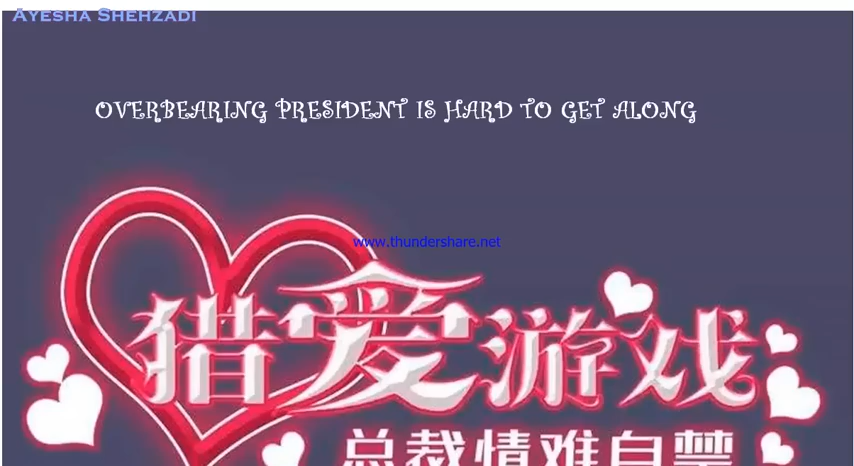 AYESHA SHEHZADI
OVERBEARING PRESIDENT IS HARD TO GET ALONG
www.thundershare.net
猎爱游戏
总裁情难自禁